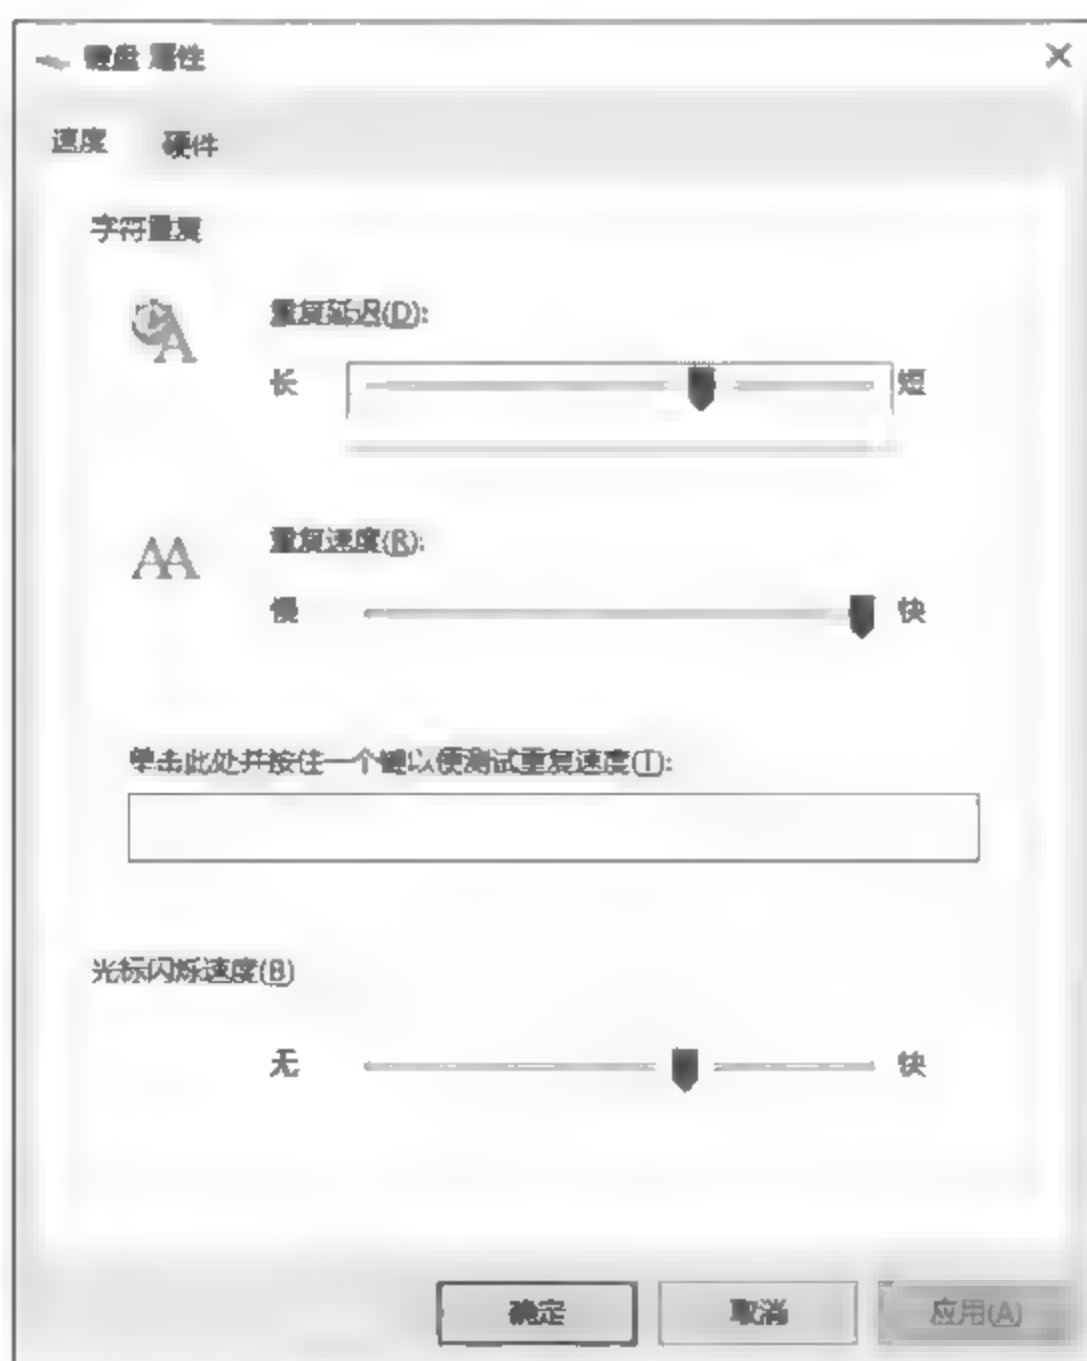 键盘 属性
速度 硬件
字符重复
重复延迟(D):
长 短
重复速度(R):
慢 快
单击此处并按住一个键以便测试重复速度(T):
光标闪烁速度(B)
无 快
确定 取消 应用(A)